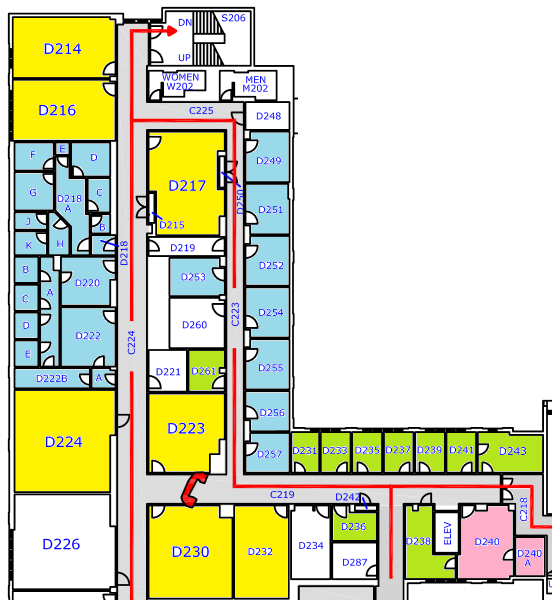 DN
S206
UP
D214
WOMEN
W202
MEN
M202
D216
C225
D248
F
E
D
D249
G
D218
A
C
D217
D250
D251
J
B
D215
K
H
D218
D219
D252
B
A
D220
D253
C
D254
D
D222
C224
D260
C223
E
D221
D261
D255
D222B
A
D256
D224
D223
D257
D231
D233
D235
D237
D239
D241
D243
C219
D242
C218
D226
D230
D232
D234
D236
D287
D238
ELEV
D240
D240
A